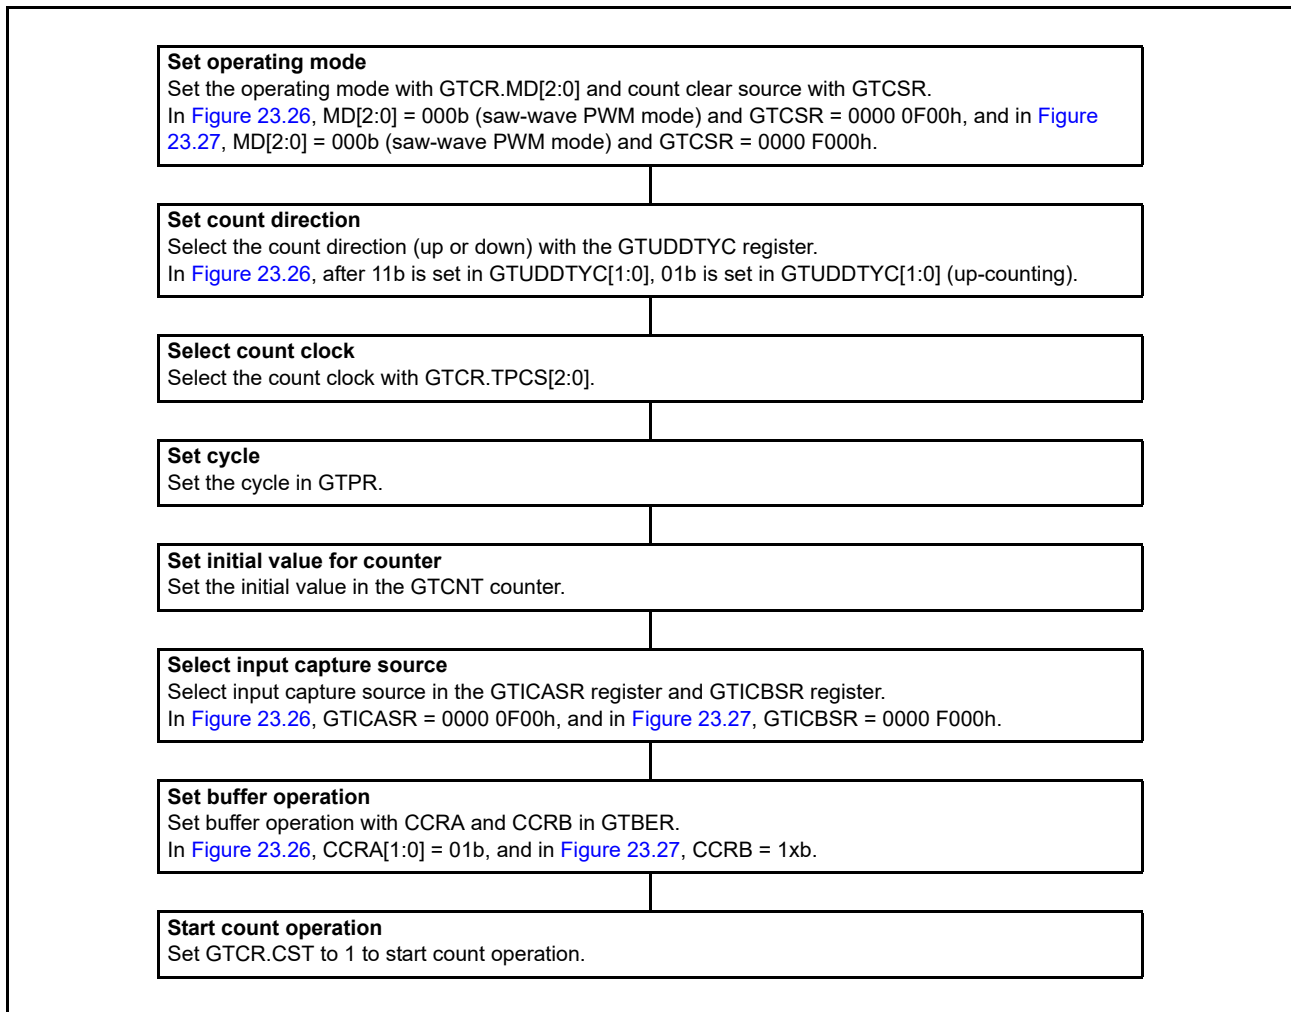 Set operating mode
Set the operating mode with GTCR.MD[2:0] and count clear source with GTCSR.
In Figure 23.26, MD[2:0] = 000b (saw-wave PWM mode) and GTCSR = 0000 0F00h, and in Figure
23.27, MD[2:0] = 000b (saw-wave PWM mode) and GTCSR = 0000 F000h.
Set count direction
Select the count direction (up or down) with the GTUDDTYC register.
In Figure 23.26, after 11b is set in GTUDDTYC[1:0], 01b is set in GTUDDTYC[1:0] (up-counting).
Select count clock
Select the count clock with GTCR.TPCS[2:0].
Set cycle
Set the cycle in GTPR.
Set initial value for counter
Set the initial value in the GTCNT counter.
Select input capture source
Select input capture source in the GTICASR register and GTICBSR register.
In Figure 23.26, GTICASR = 0000 0F00h, and in Figure 23.27, GTICBSR = 0000 F000h.
Set buffer operation
Set buffer operation with CCRA and CCRB in GTBER.
In Figure 23.26, CCRA[1:0] = 01b, and in Figure 23.27, CCRB = 1xb.
Start count operation
Set GTCR.CST to 1 to start count operation.